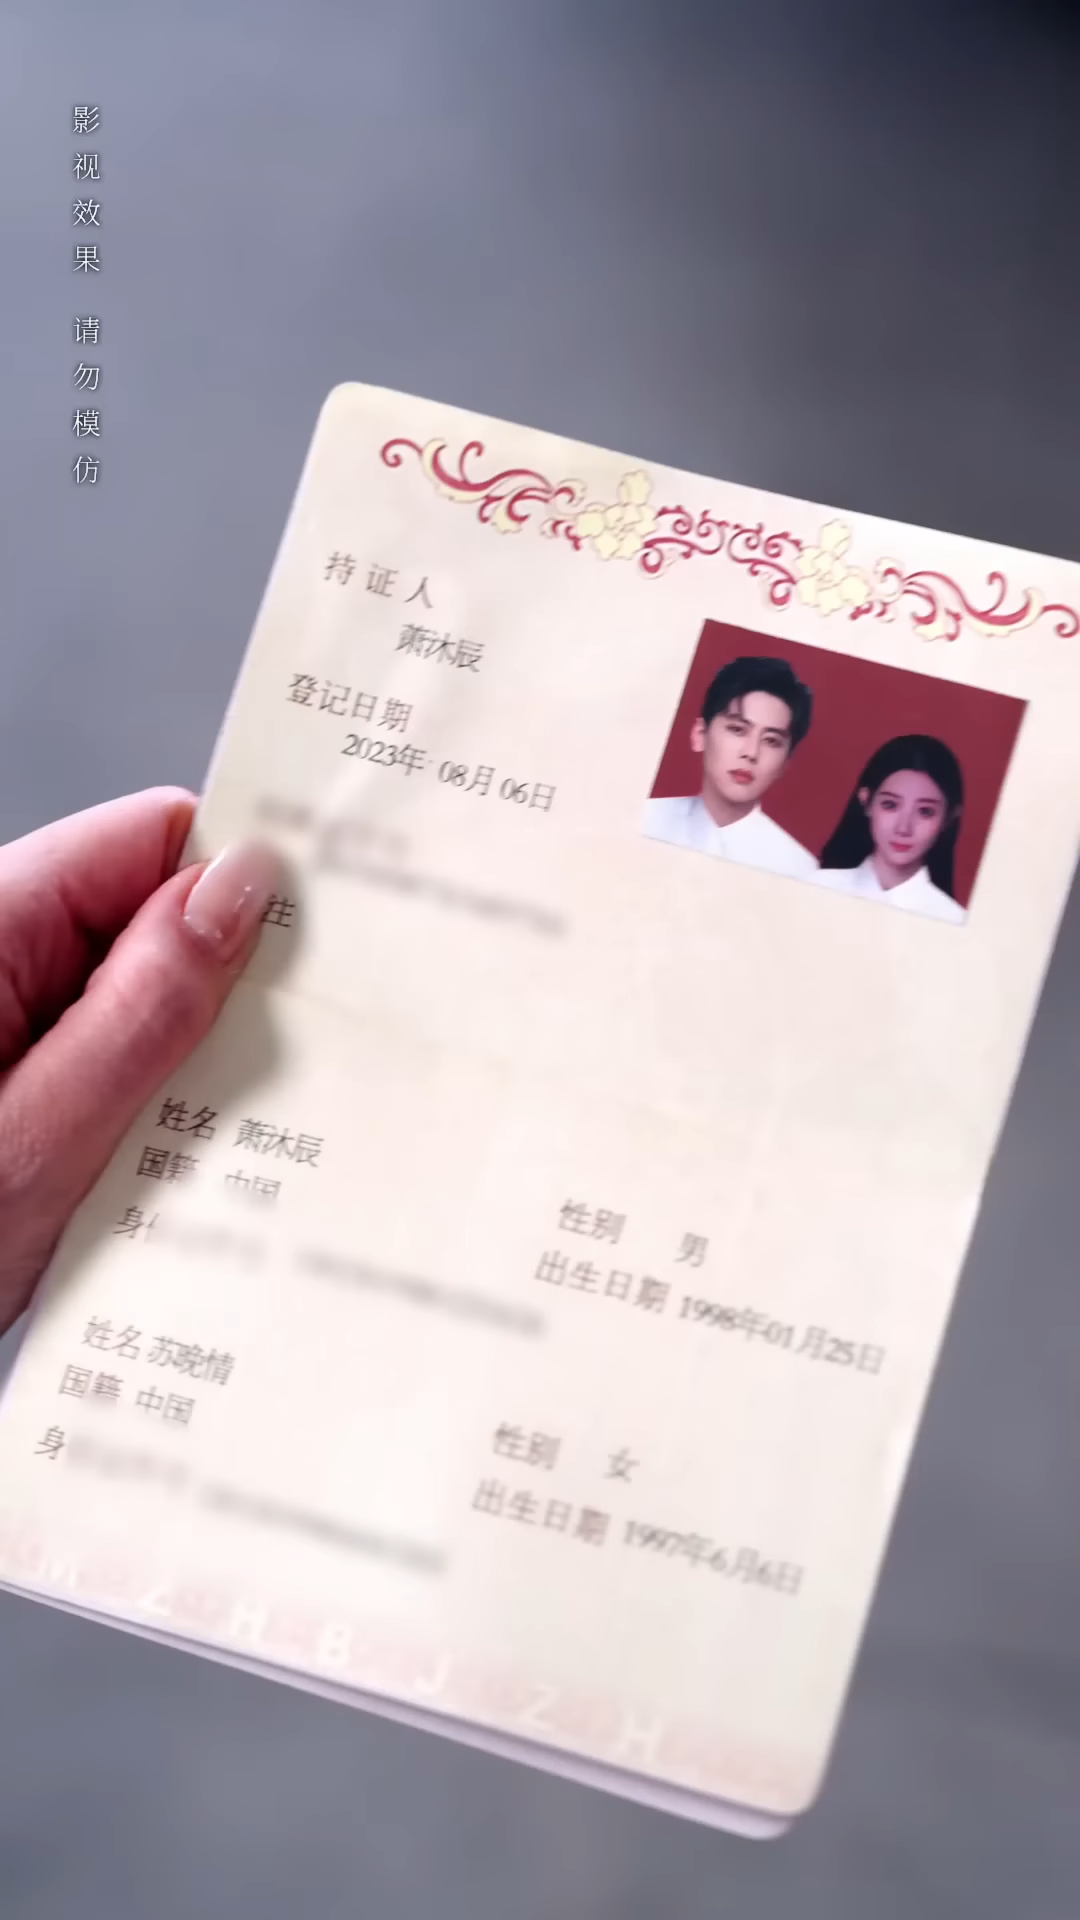 影视效果 请勿模仿
持证人
萧沐辰
登记日期
2023年 08月 06日
注
姓名 萧沐辰
国籍 中国
性别 男
身
出生日期 1998年01月25日
姓名 苏晚情
国籍 中国
性别 女
身
出生日期 1997年6月6日
Z H 8 J Z H